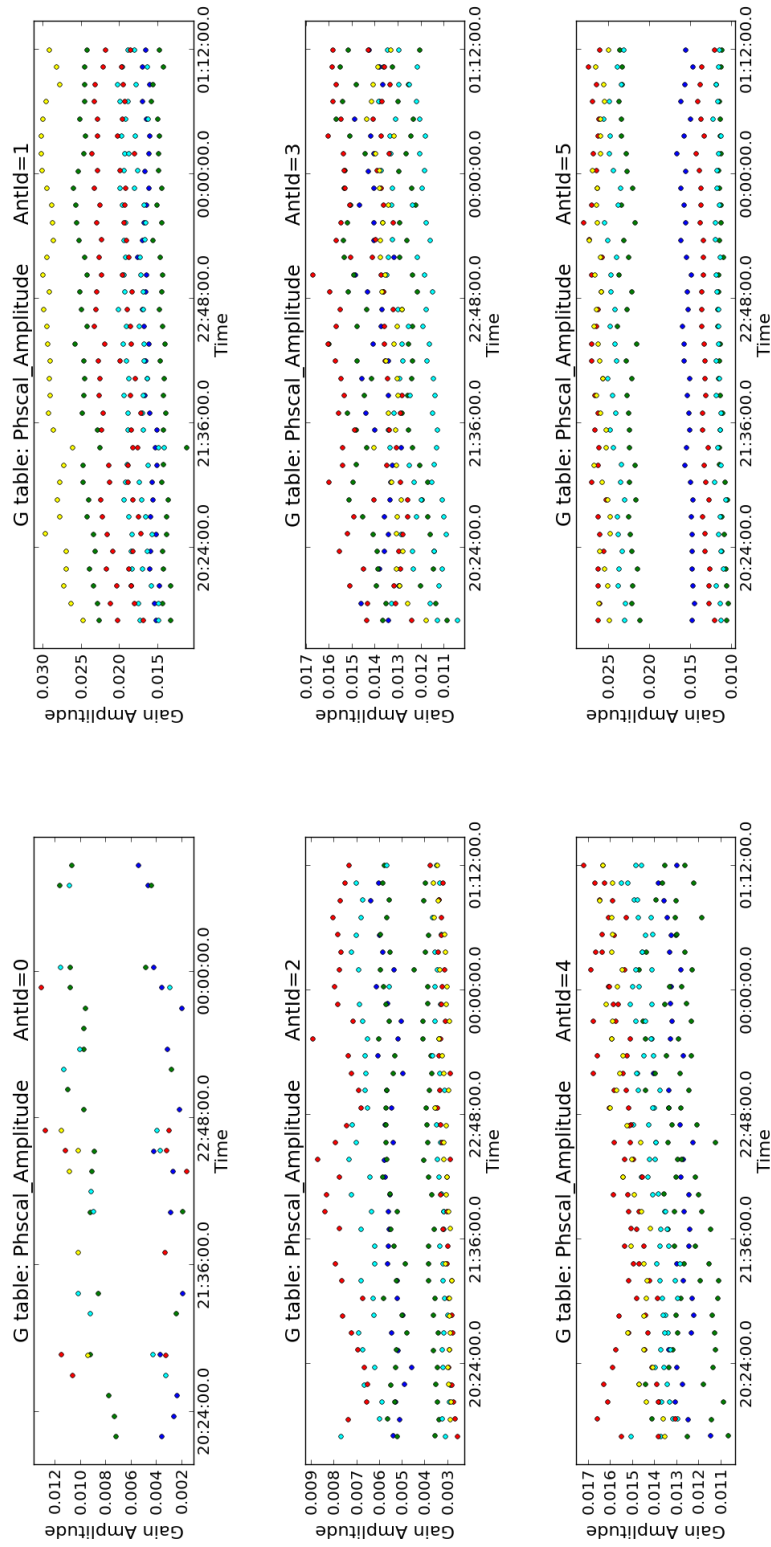 G table: Phscal_Amplitude AntId=1
Gain Amplitude
0.030
0.025
0.020
0.015
20:24:00.0 21:36:00.0 22:48:00.0 00:00:00.0 01:12:00.0
Time
G table: Phscal_Amplitude AntId=3
Gain Amplitude
0.017
0.016
0.015
0.014
0.013
0.012
0.011
20:24:00.0 21:36:00.0 22:48:00.0 00:00:00.0 01:12:00.0
Time
G table: Phscal_Amplitude AntId=5
Gain Amplitude
0.025
0.020
0.015
0.010
20:24:00.0 21:36:00.0 22:48:00.0 00:00:00.0 01:12:00.0
Time
G table: Phscal_Amplitude AntId=0
Gain Amplitude
0.012
0.010
0.008
0.006
0.004
0.002
20:24:00.0 21:36:00.0 22:48:00.0 00:00:00.0
Time
G table: Phscal_Amplitude AntId=2
Gain Amplitude
0.009
0.008
0.007
0.006
0.005
0.004
0.003
20:24:00.0 21:36:00.0 22:48:00.0 00:00:00.0 01:12:00.0
Time
G table: Phscal_Amplitude AntId=4
Gain Amplitude
0.017
0.016
0.015
0.014
0.013
0.012
0.011
20:24:00.0 21:36:00.0 22:48:00.0 00:00:00.0 01:12:00.0
Time